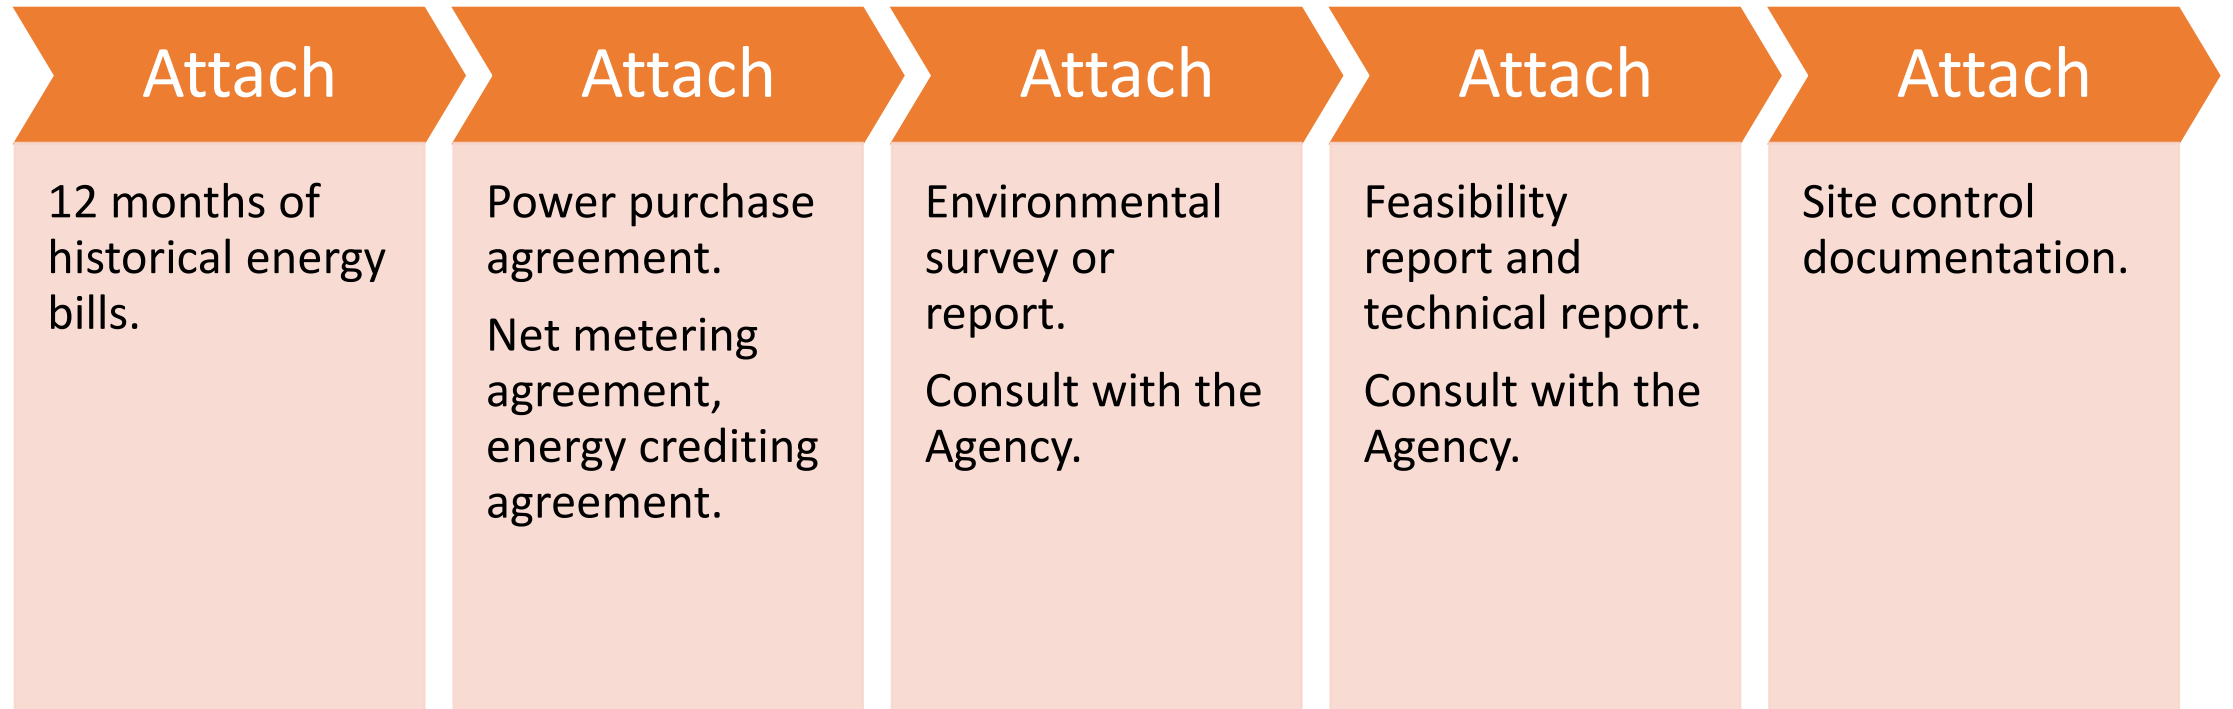 Attach
12 months of
historical energy
bills.
Attach
Power purchase
agreement.
Net metering
agreement,
energy crediting
agreement.
Attach
Environmental
survey or
report.
Consult with the
Agency.
Attach
Feasibility
report and
technical report.
Consult with the
Agency.
Attach
Site control
documentation.